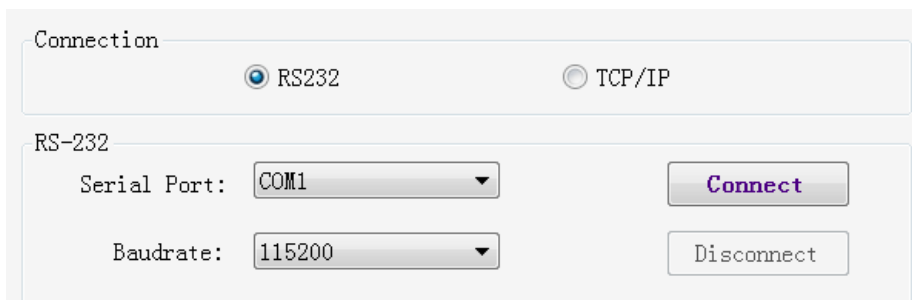 Connection
RS232 TCP/IP
RS-232
Serial Port: COM1 Connect
Baudrate: 115200 Disconnect